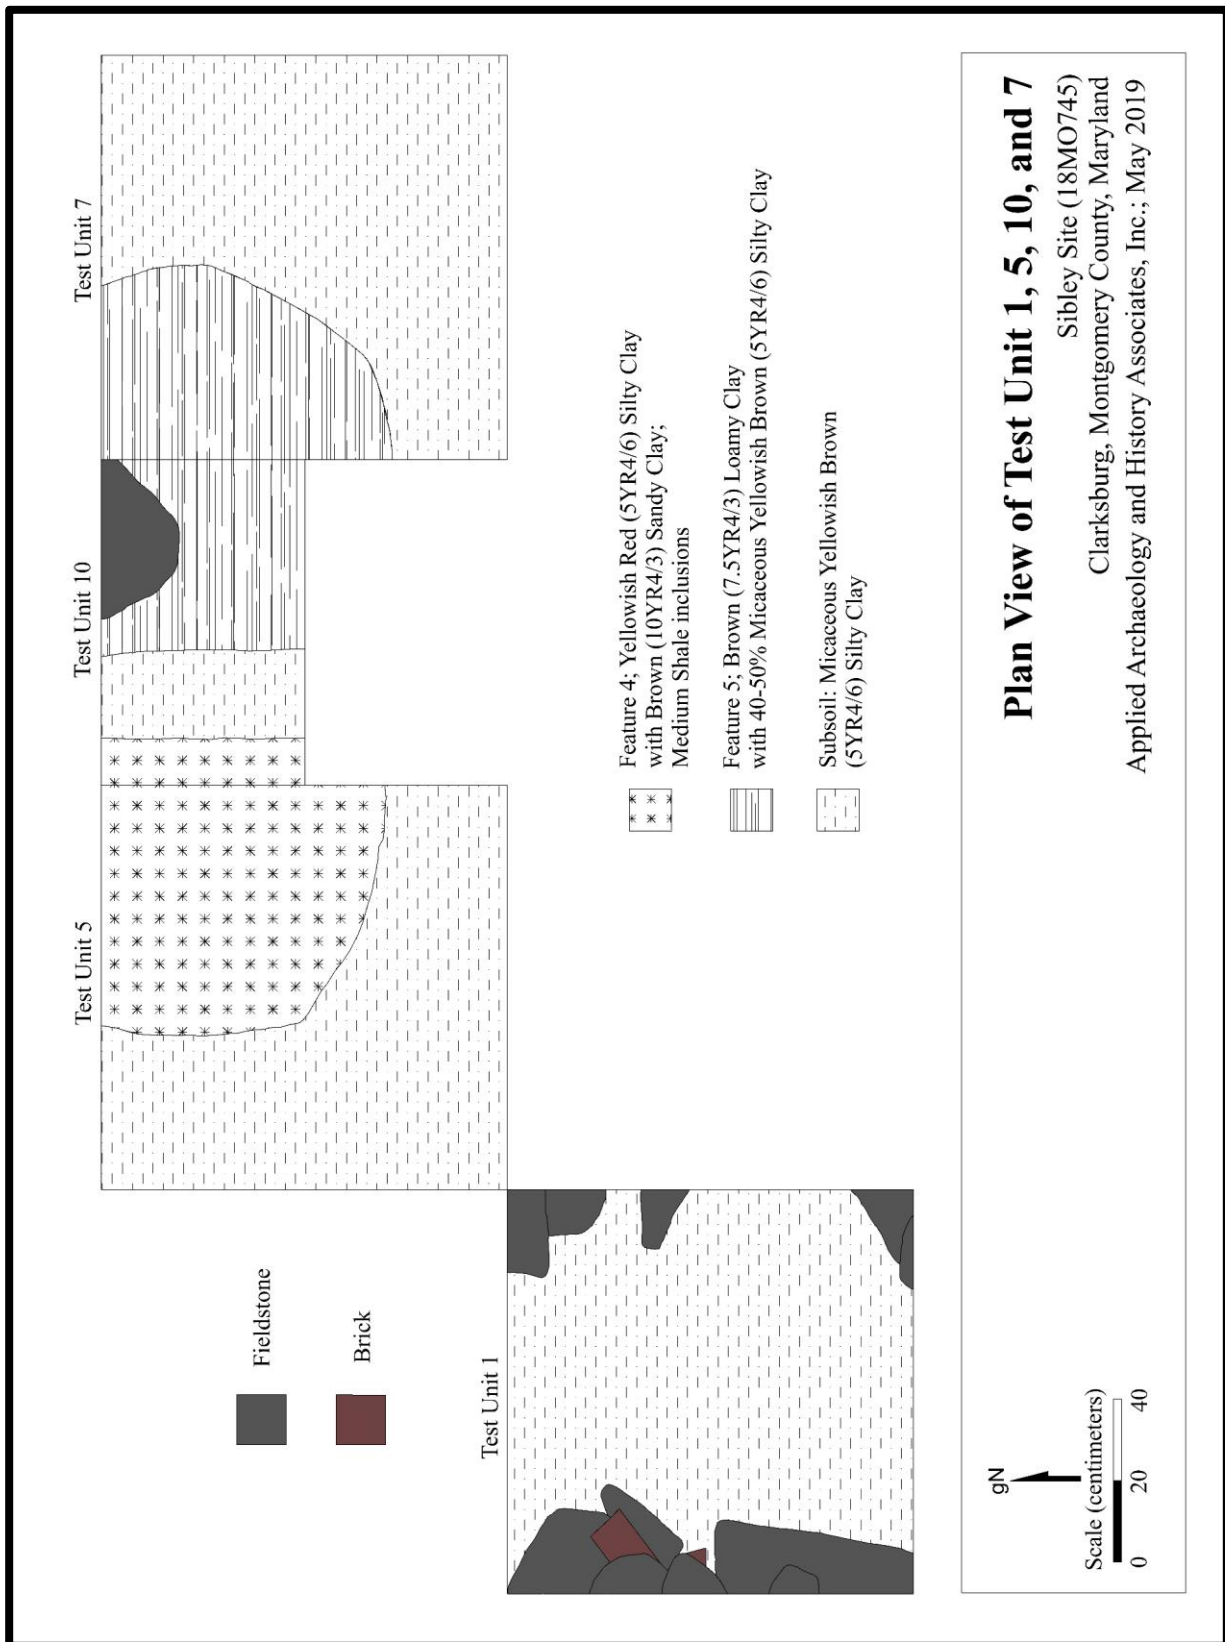 Test Unit 5
Test Unit 10
Test Unit 7
Fieldstone
Brick
Test Unit 1
Feature 4; Yellowish Red (5YR4/6) Silty Clay
with Brown (10YR4/3) Sandy Clay;
Medium Shale inclusions
Feature 5; Brown (7.5YR4/3) Loamy Clay
with 40-50% Micaceous Yellowish Brown (5YR4/6) Silty Clay
Subsoil: Micaceous Yellowish Brown
(5YR4/6) Silty Clay
gN
Scale (centimeters)
0 20 40
Plan View of Test Unit 1, 5, 10, and 7
Sibley Site (18MO745)
Clarksburg, Montgomery County, Maryland
Applied Archaeology and History Associates, Inc.; May 2019